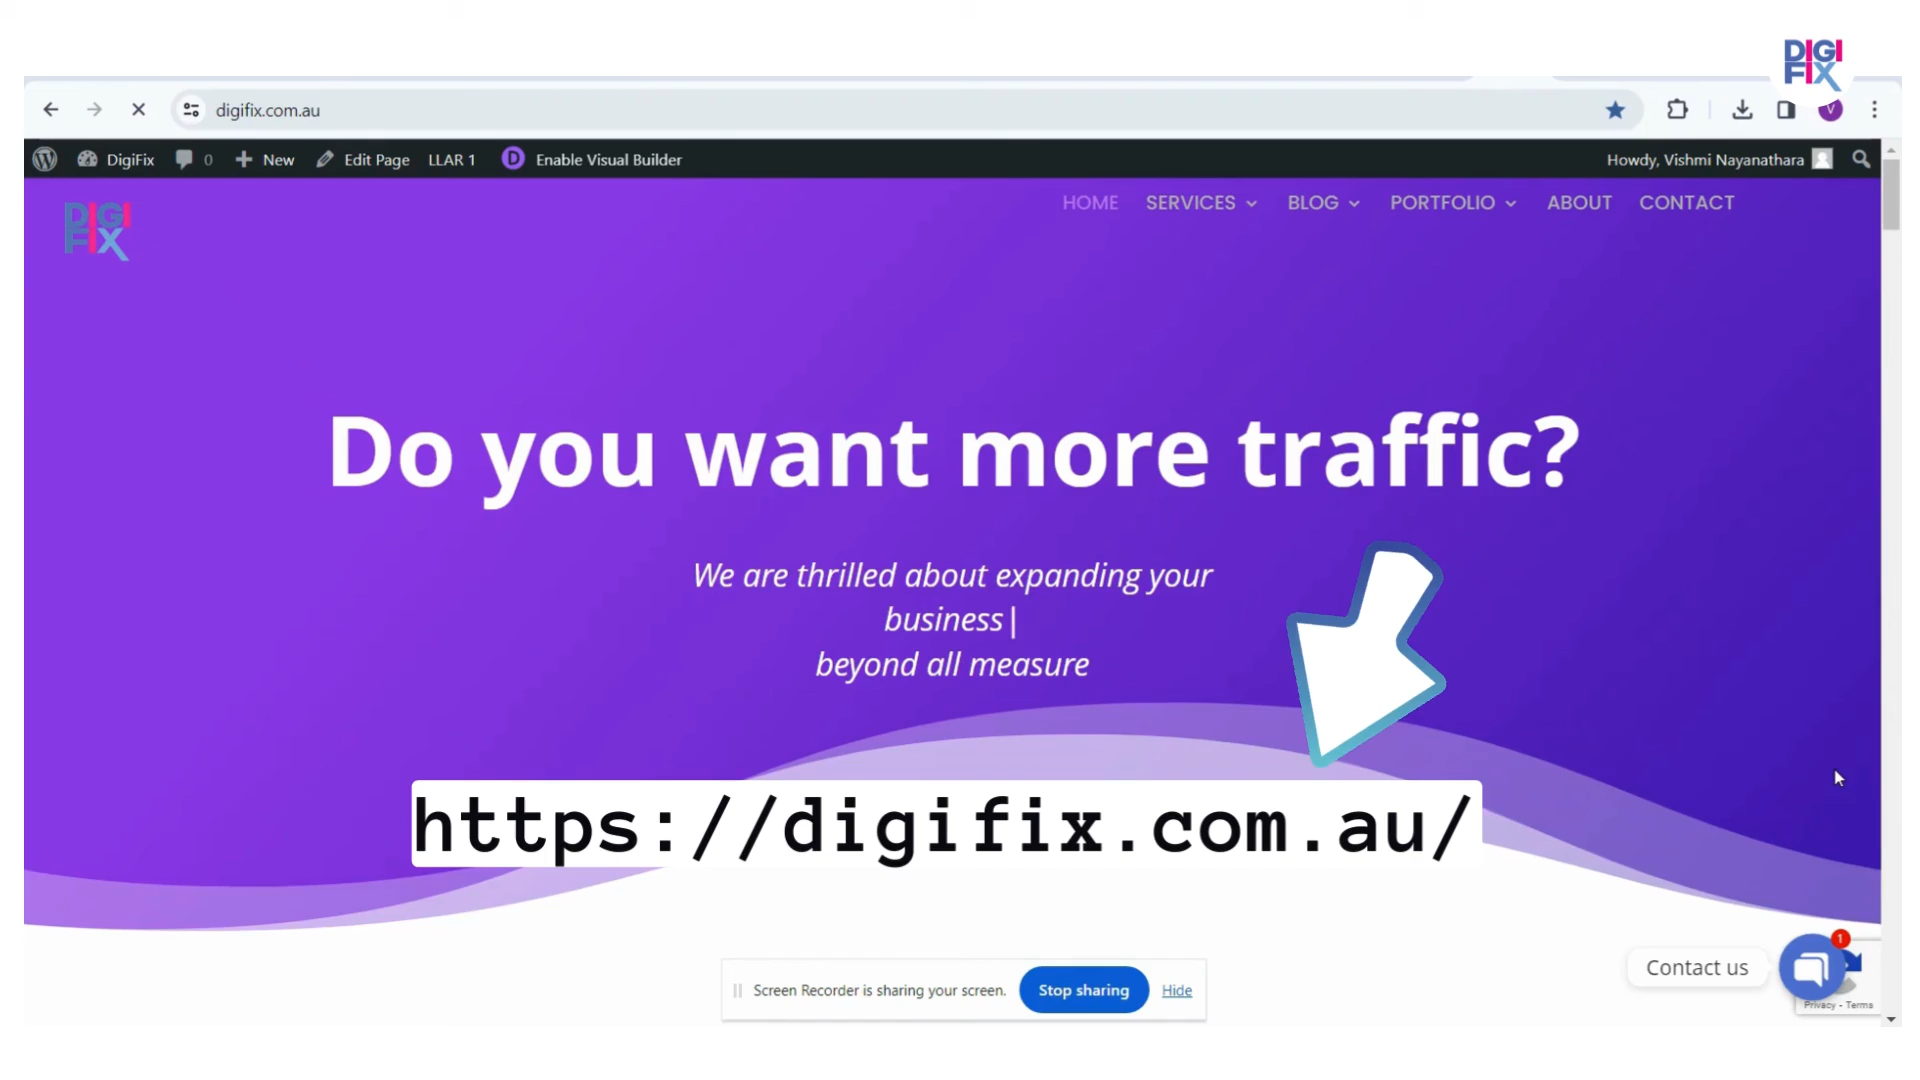 DIGI
FIX
digifix.com.au
V
DigiFix 0 New Edit Page LLAR 1 D Enable Visual Builder
Howdy, Vishmi Nayanathara
DIGI
FIX
HOME SERVICES BLOG PORTFOLIO ABOUT CONTACT
Do you want more traffic?
We are thrilled about expanding your
business|
beyond all measure
https://digifix.com.au/
1
Contact us
Screen Recorder is sharing your screen. Stop sharing Hide
Privacy - Terms